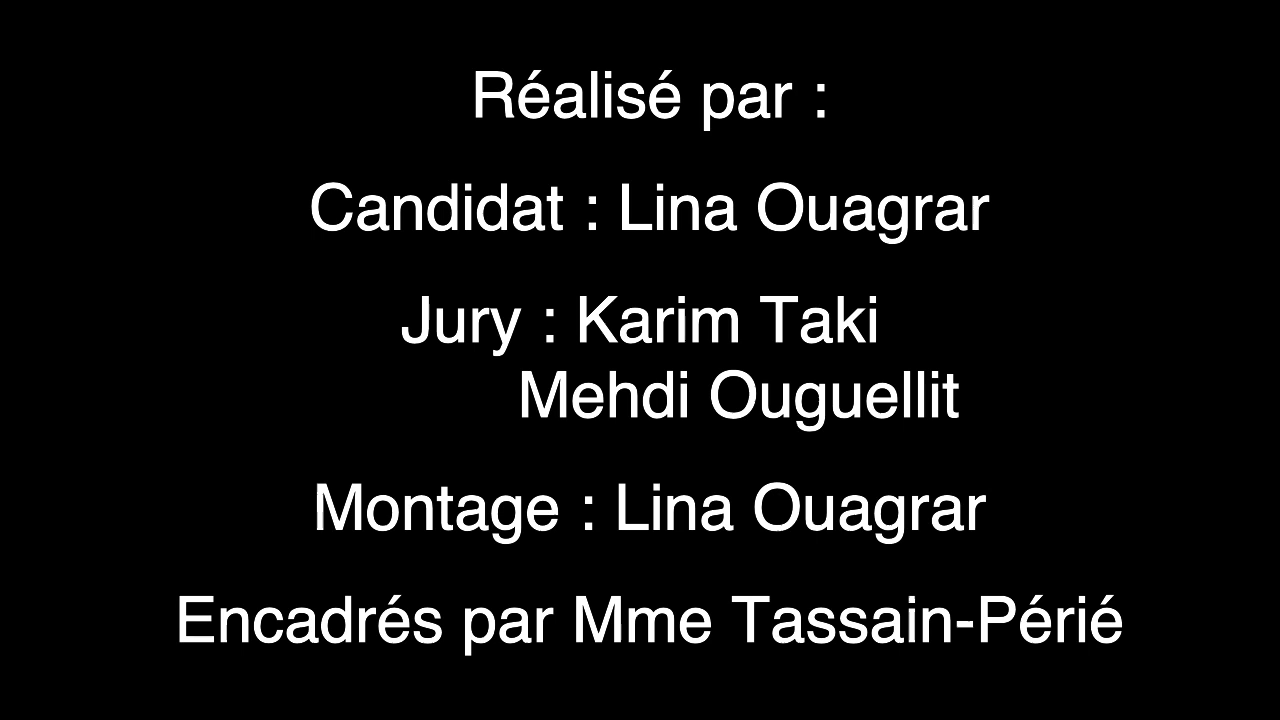 Réalisé par :
Candidat : Lina Ouagrar
Jury : Karim Taki
Mehdi Ouguellit
Montage : Lina Ouagrar
Encadrés par Mme Tassain-Périé